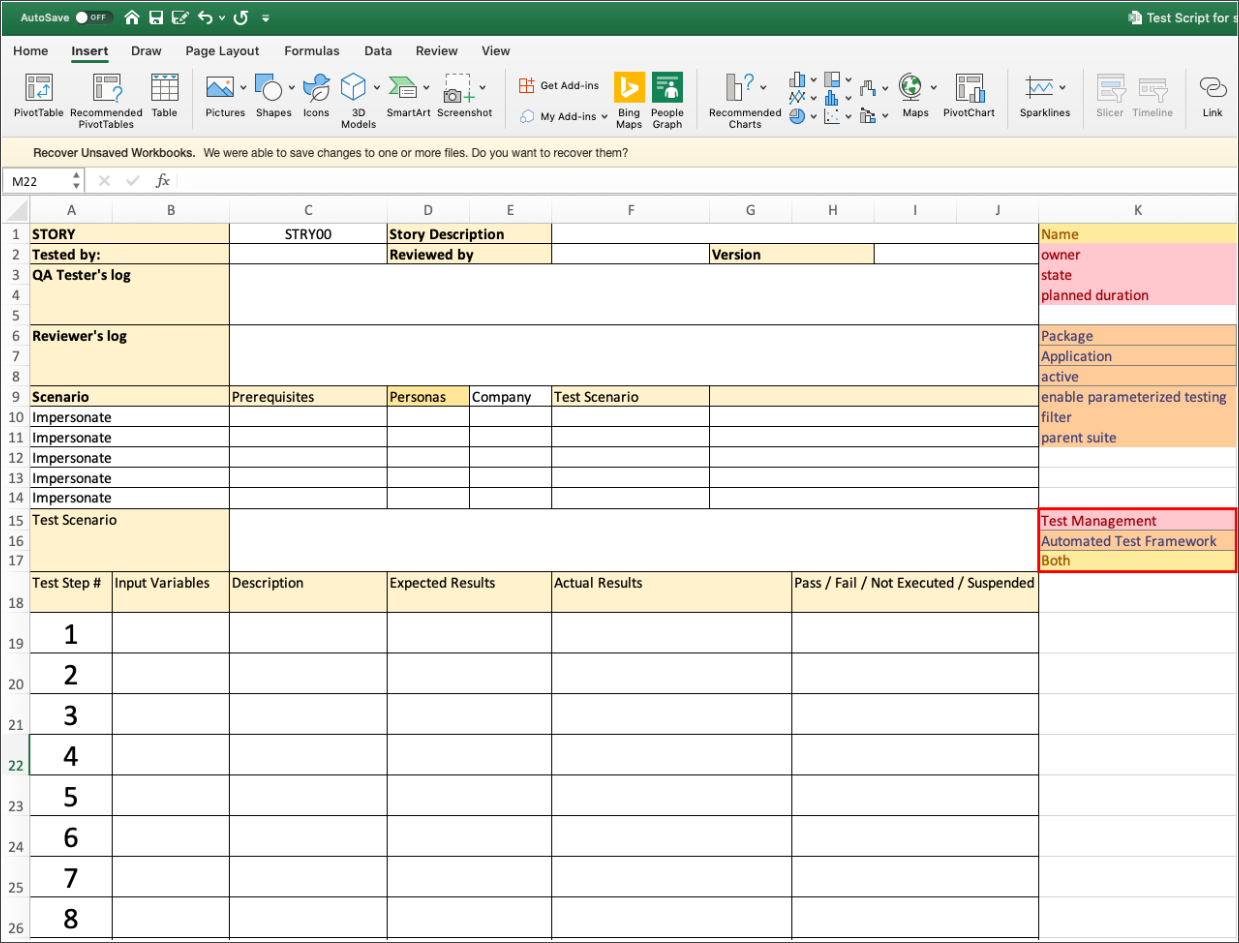 AutoSave OFF Test Script for s
Home Insert Draw Page Layout Formulas Data Review View
PivotTable Recommended PivotTables Table Pictures Shapes Icons 3D Models SmartArt Screenshot Get Add-ins My Add-ins Bing Maps People Graph Recommended Charts Maps PivotChart Sparklines Slicer Timeline Link
Recover Unsaved Workbooks. We were able to save changes to one or more files. Do you want to recover them?
M22 fx
A B C D E F G H I J K
1 STORY STRY00 Story Description Name
2 Tested by: Reviewed by Version owner
3 QA Tester's log state
4 planned duration
5
6 Reviewer's log Package
7 Application
8 active
9 Scenario Prerequisites Personas Company Test Scenario enable parameterized testing
10 Impersonate filter
11 Impersonate parent suite
12 Impersonate
13 Impersonate
14 Impersonate
15 Test Scenario Test Management
16 Automated Test Framework
17 Both
18 Test Step # Input Variables Description Expected Results Actual Results Pass / Fail / Not Executed / Suspended
19 1
20 2
21 3
22 4
23 5
24 6
25 7
26 8